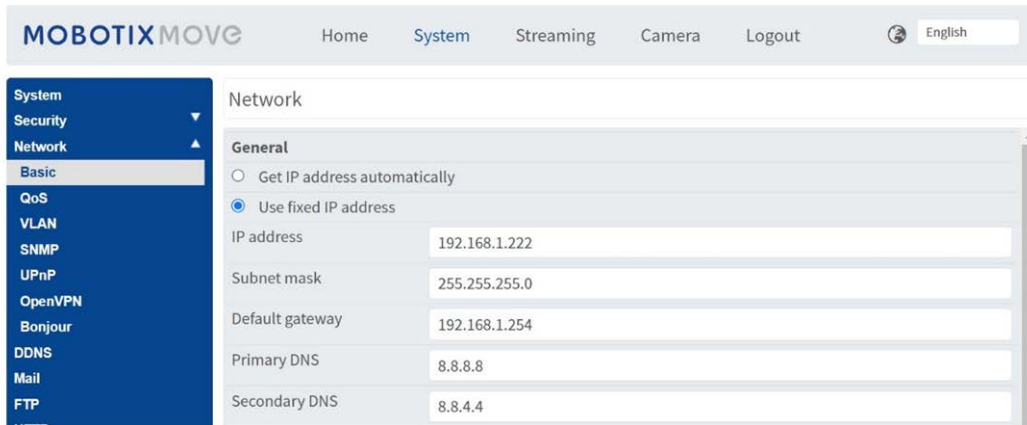 MOBOTIX MOVE
Home System Streaming Camera Logout English
System
Security
Network
Basic
QoS
VLAN
SNMP
UPnP
OpenVPN
Bonjour
DDNS
Mail
FTP
Network
General
Get IP address automatically
Use fixed IP address
IP address 192.168.1.222
Subnet mask 255.255.255.0
Default gateway 192.168.1.254
Primary DNS 8.8.8.8
Secondary DNS 8.8.4.4